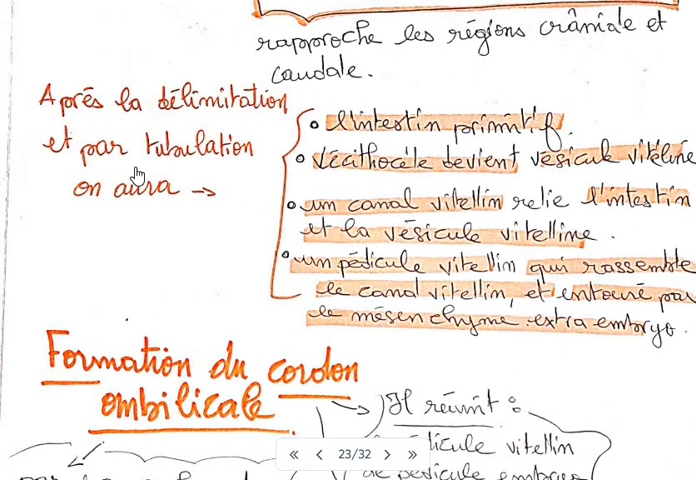 rapproche les régions crâniale et
caudale.
Après la délimitation
et par tubulation
on aura →
• l'intestin primitif.
• Lécithocèle devient vésicule vitéline
• un canal vitellin relie l'intestin
et la vésicule vitelline.
• un pédicule vitellin qui rassemble
le canal vitellin, et entouré par
le mésenchyme extra embryo.
Formation du cordon
ombilicale
→ Il réunit :
vitellin
« < 23/32 > »